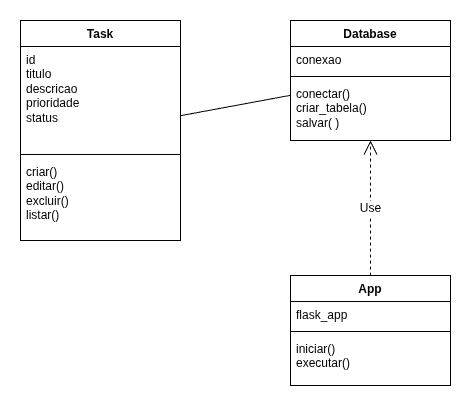 Task
id
titulo
descricao
prioridade
status
criar()
editar()
excluir()
listar()
Database
conexao
conectar()
criar_tabela()
salvar( )
Use
App
flask_app
iniciar()
executar()